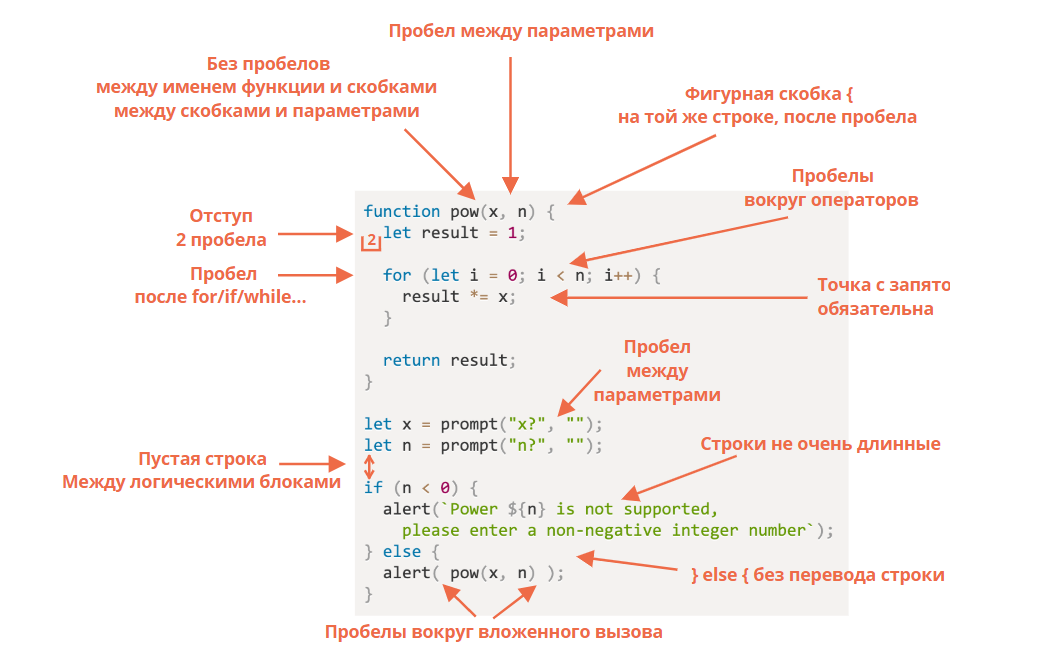 Пробел между параметрами
Без пробелов
между именем функции и скобками
между скобками и параметрами
Фигурная скобка {
на той же строке, после пробела
Пробелы
вокруг операторов
Отступ
2 пробела
Пробел
после for/if/while...
Точка с запято
обязательна
function pow(x, n) {
2
let result = 1;
for (let i = 0; i < n; i++) {
result *= x;
}
return result;
}
Пробел
между
параметрами
let x = prompt("x?", "");
let n = prompt("n?", "");
Строки не очень длинные
Пустая строка
Между логическими блоками
if (n < 0) {
alert(`Power ${n} is not supported,
please enter a non-negative integer number`);
} else {
alert( pow(x, n) );
}
} else { без перевода строки
Пробелы вокруг вложенного вызова